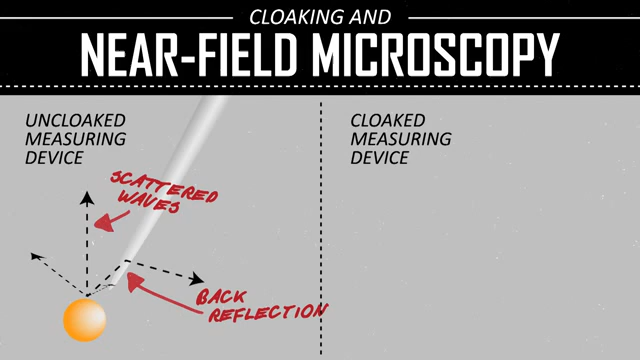 CLOAKING AND
NEAR-FIELD MICROSCOPY
UNCLOAKED
MEASURING
DEVICE
SCATTERED
WAVES
BACK
REFLECTION
CLOAKED
MEASURING
DEVICE